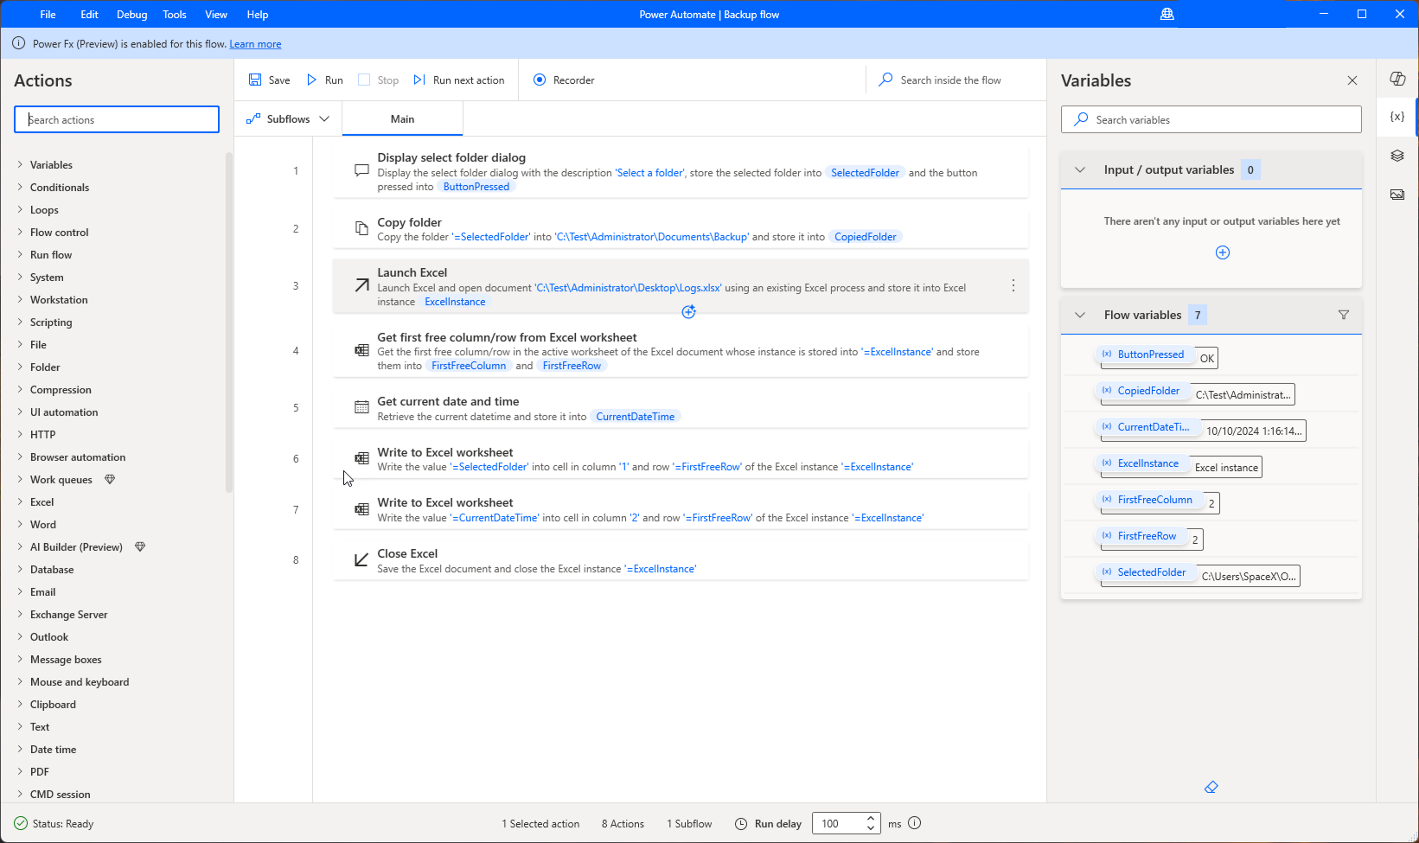 File Edit Debug Tools View Help
Power Automate | Backup flow
Power Fx (Preview) is enabled for this flow. Learn more
Actions
Search actions
Variables
Conditionals
Loops
Flow control
Run flow
System
Workstation
Scripting
File
Folder
Compression
UI automation
HTTP
Browser automation
Work queues
Excel
Word
AI Builder (Preview)
Database
Email
Exchange Server
Outlook
Message boxes
Mouse and keyboard
Clipboard
Text
Date time
PDF
CMD session
Save Run Stop Run next action Recorder Search inside the flow
Subflows Main
1 Display select folder dialog
Display the select folder dialog with the description 'Select a folder', store the selected folder into SelectedFolder and the button
pressed into ButtonPressed
2 Copy folder
Copy the folder '=SelectedFolder' into 'C:\Test\Administrator\Documents\Backup' and store it into CopiedFolder
3 Launch Excel
Launch Excel and open document 'C:\Test\Administrator\Desktop\Logs.xlsx' using an existing Excel process and store it into Excel
instance ExcelInstance
4 Get first free column/row from Excel worksheet
Get the first free column/row in the active worksheet of the Excel document whose instance is stored into '=ExcelInstance' and store
them into FirstFreeColumn and FirstFreeRow
5 Get current date and time
Retrieve the current datetime and store it into CurrentDateTime
6 Write to Excel worksheet
Write the value '=SelectedFolder' into cell in column '1' and row '=FirstFreeRow' of the Excel instance '=ExcelInstance'
7 Write to Excel worksheet
Write the value '=CurrentDateTime' into cell in column '2' and row '=FirstFreeRow' of the Excel instance '=ExcelInstance'
8 Close Excel
Save the Excel document and close the Excel instance '=ExcelInstance'
Variables
{x}
Search variables
Input / output variables 0
There aren't any input or output variables here yet
Flow variables 7
(x) ButtonPressed OK
(x) CopiedFolder C:\Test\Administrat...
(x) CurrentDateTi... 10/10/2024 1:16:14...
(x) ExcelInstance Excel instance
(x) FirstFreeColumn 2
(x) FirstFreeRow 2
(x) SelectedFolder C:\Users\SpaceX\O...
Status: Ready 1 Selected action 8 Actions 1 Subflow Run delay 100 ms